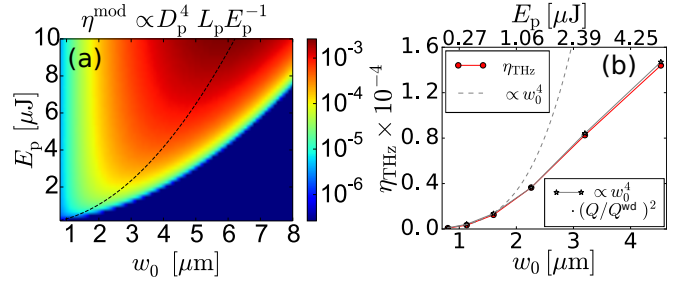 η^mod ∝ D_p^4 L_p E_p^-1
(a)
E_p [μJ]
10
8
6
4
2
1 2 3 4 5 6 7 8
w_0 [μm]
10^-3
10^-4
10^-5
10^-6
E_p [μJ]
0.27 1.06 2.39 4.25
(b)
η_THz
∝ w_0^4
η_THz × 10^-4
1.6
1.2
0.8
0.4
0.0
∝ w_0^4
· (Q/Q^wd)^2
1 2 3 4
w_0 [μm]